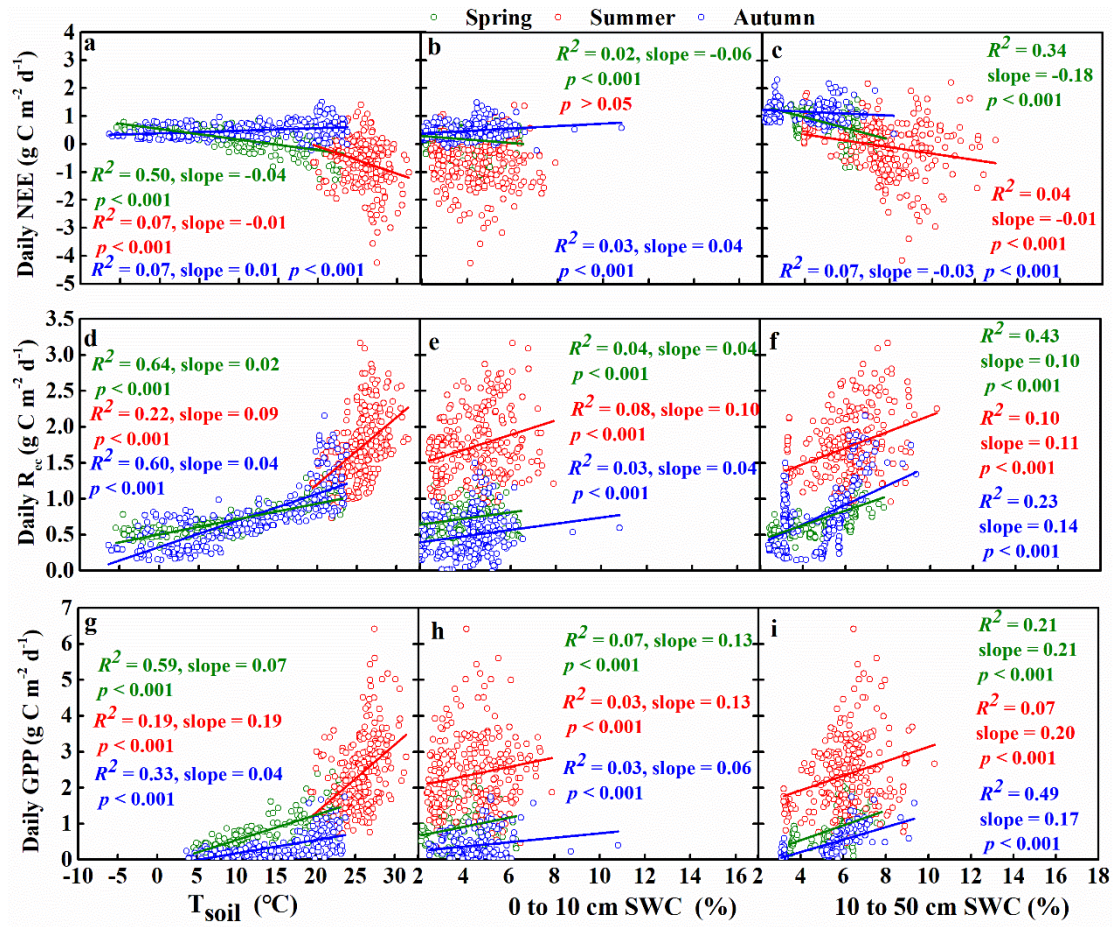 Spring Summer Autumn
a
b
c
Daily NEE (g C m-2 d-1)
4
3
2
1
0
-1
-2
-3
-4
-5
R2 = 0.50, slope = -0.04
p < 0.001
R2 = 0.07, slope = -0.01
p < 0.001
R2 = 0.07, slope = 0.01 p < 0.001
R2 = 0.02, slope = -0.06
p < 0.001
p > 0.05
R2 = 0.03, slope = 0.04
p < 0.001
R2 = 0.34
slope = -0.18
p < 0.001
R2 = 0.04
slope = -0.01
p < 0.001
R2 = 0.07, slope = -0.03 p < 0.001
d
e
f
Daily Rec (g C m-2 d-1)
3.5
3.0
2.5
2.0
1.5
1.0
0.5
0.0
R2 = 0.64, slope = 0.02
p < 0.001
R2 = 0.22, slope = 0.09
p < 0.001
R2 = 0.60, slope = 0.04
p < 0.001
R2 = 0.04, slope = 0.04
p < 0.001
R2 = 0.08, slope = 0.10
p < 0.001
R2 = 0.03, slope = 0.04
p < 0.001
R2 = 0.43
slope = 0.10
p < 0.001
R2 = 0.10
slope = 0.11
p < 0.001
R2 = 0.23
slope = 0.14
p < 0.001
g
h
i
Daily GPP (g C m-2 d-1)
7
6
5
4
3
2
1
0
R2 = 0.59, slope = 0.07
p < 0.001
R2 = 0.19, slope = 0.19
p < 0.001
R2 = 0.33, slope = 0.04
p < 0.001
R2 = 0.07, slope = 0.13
p < 0.001
R2 = 0.03, slope = 0.13
p < 0.001
R2 = 0.03, slope = 0.06
p < 0.001
R2 = 0.21
slope = 0.21
p < 0.001
R2 = 0.07
slope = 0.20
p < 0.001
R2 = 0.49
slope = 0.17
p < 0.001
-10 -5 0 5 10 15 20 25 30 2 4 6 8 10 12 14 16 2 4 6 8 10 12 14 16 18
Tsoil (°C) 0 to 10 cm SWC (%) 10 to 50 cm SWC (%)